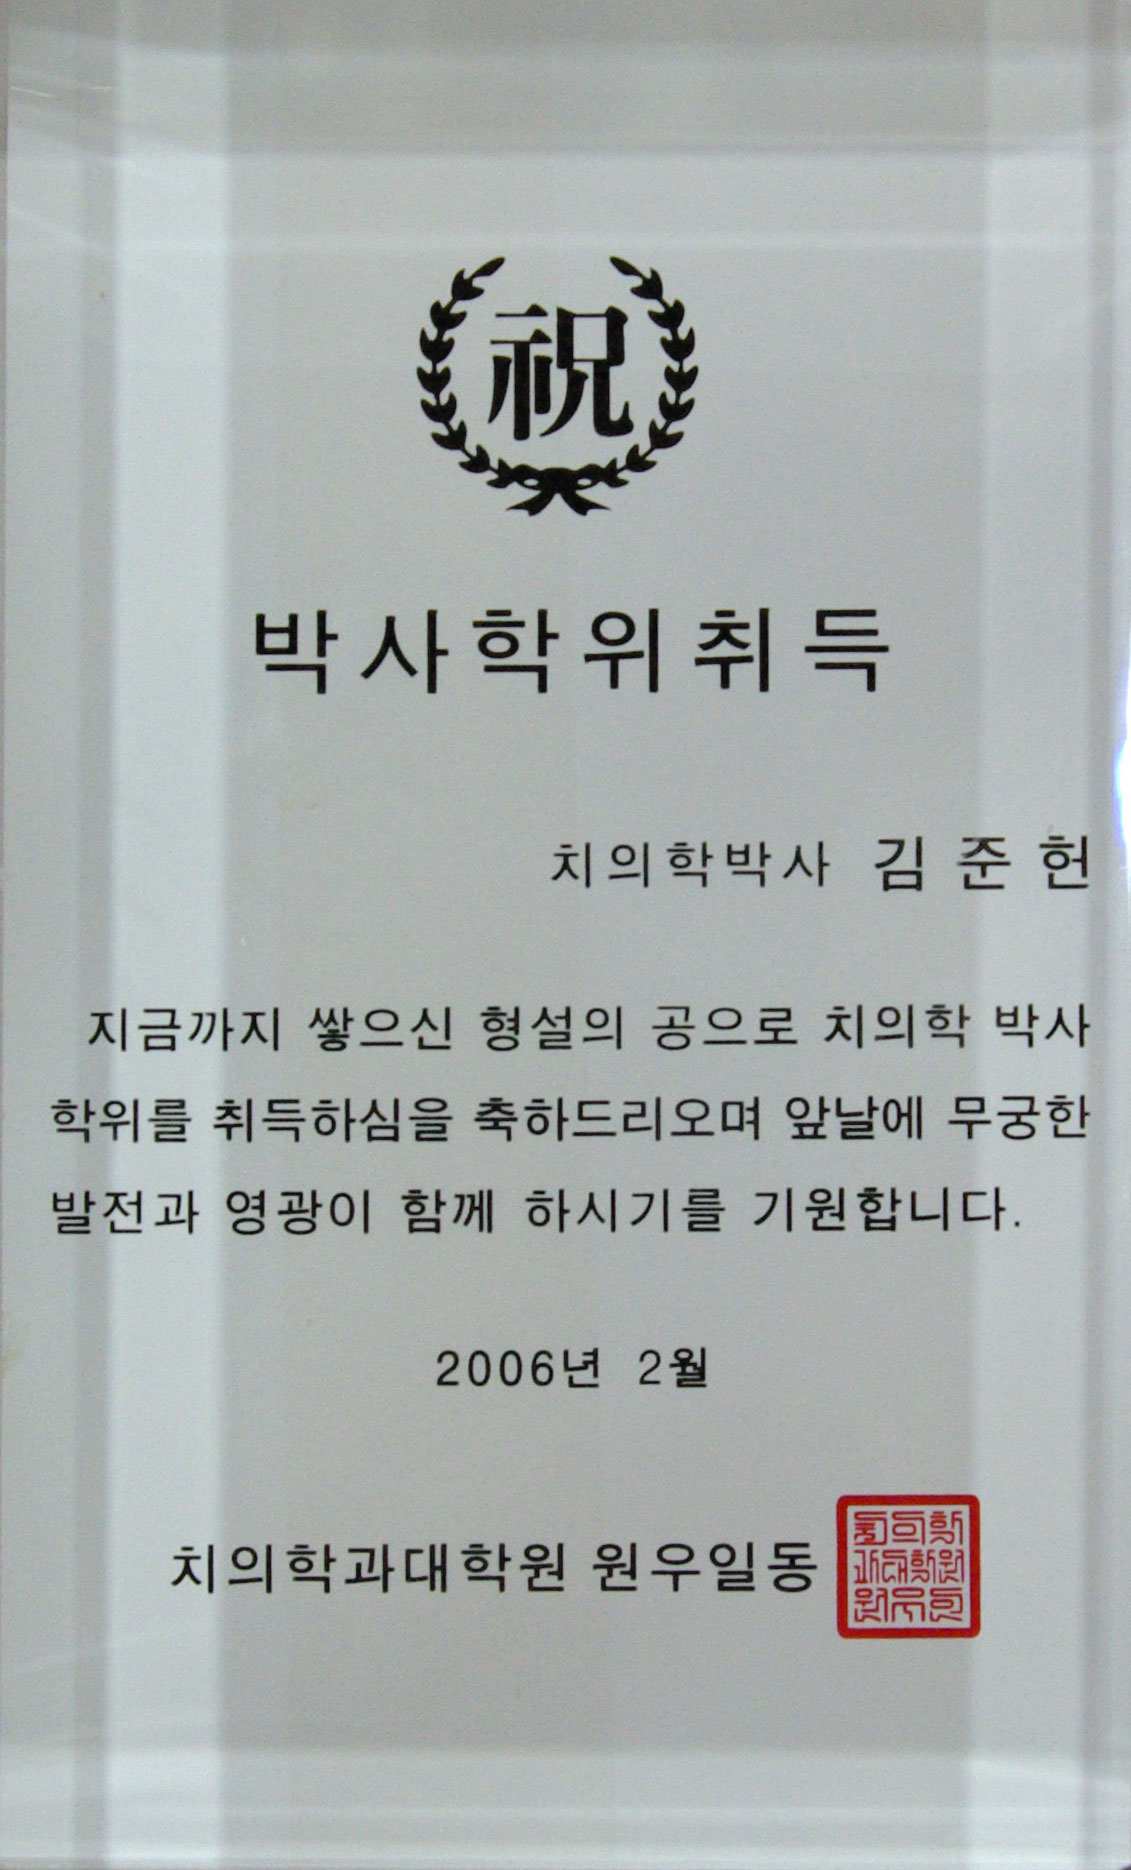 祝
박사학위취득
치의학박사 김 준 헌
지금까지 쌓으신 형설의 공으로 치의학 박사
학위를 취득하심을 축하드리오며 앞날에 무궁한
발전과 영광이 함께 하시기를 기원합니다.
2006년 2월
치의학과대학원 원우일동